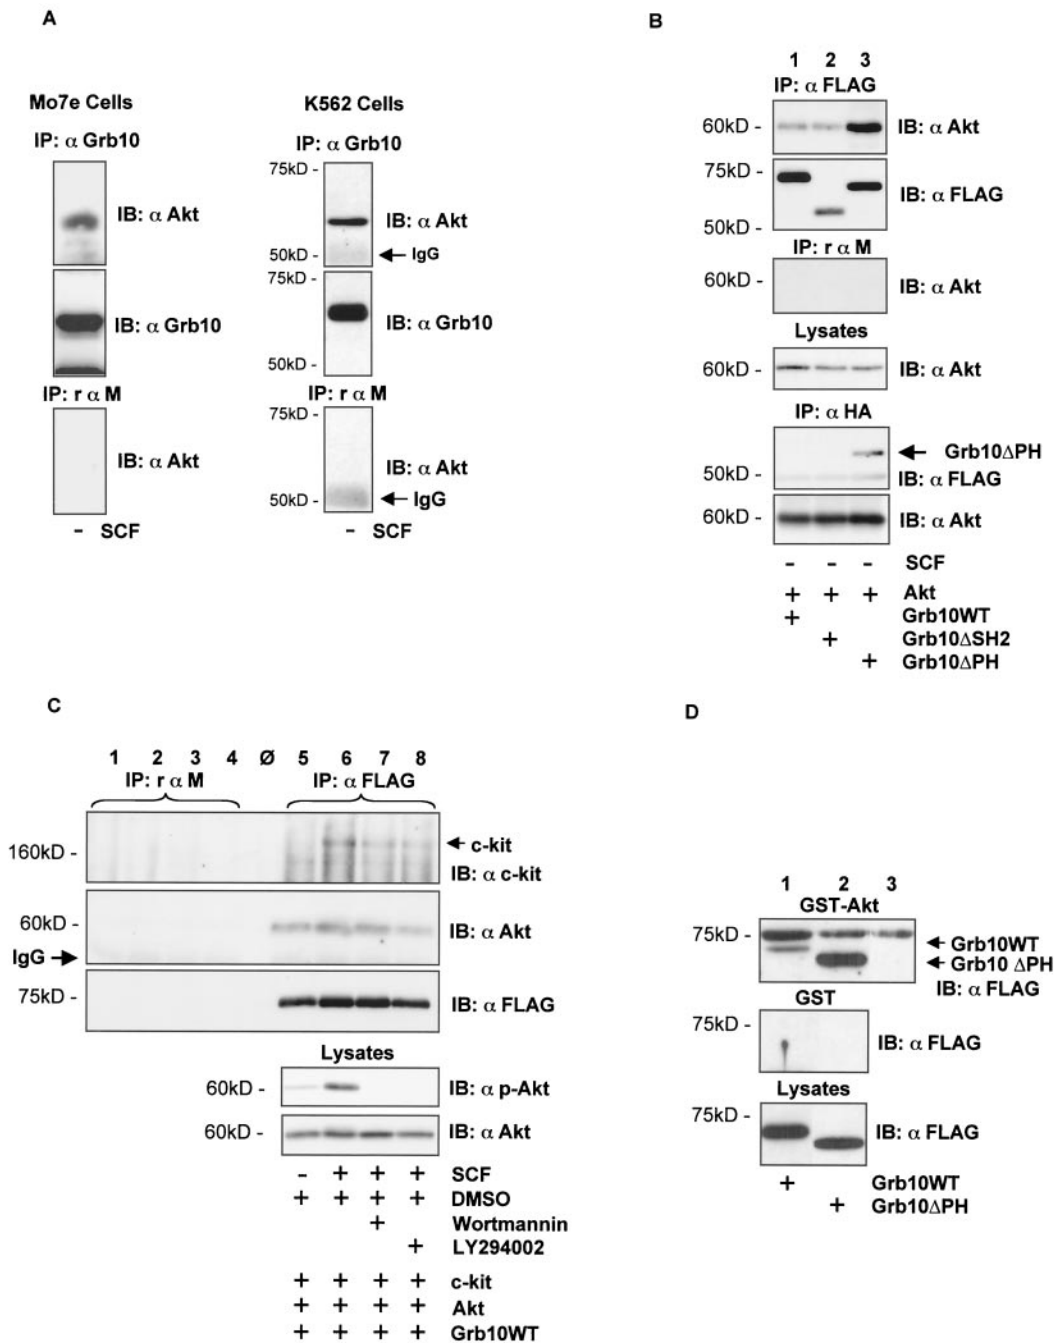 A
Mo7e Cells
IP: α Grb10
IB: α Akt
IB: α Grb10
IP: r α M
IB: α Akt
- SCF
K562 Cells
IP: α Grb10
75kD -
IB: α Akt
50kD -
IgG
75kD -
IB: α Grb10
50kD -
IP: r α M
75kD -
IB: α Akt
50kD -
IgG
- SCF
B
1 2 3
IP: α FLAG
60kD -
IB: α Akt
75kD -
IB: α FLAG
50kD -
IP: r α M
60kD -
IB: α Akt
Lysates
60kD -
IB: α Akt
IP: α HA
Grb10ΔPH
50kD -
IB: α FLAG
60kD -
IB: α Akt
- - - SCF
+ + + Akt
+ Grb10WT
+ Grb10ΔSH2
+ Grb10ΔPH
C
1 2 3 4 Ø 5 6 7 8
IP: r α M IP: α FLAG
c-kit
160kD -
IB: α c-kit
60kD -
IB: α Akt
IgG
75kD -
IB: α FLAG
Lysates
60kD -
IB: α p-Akt
60kD -
IB: α Akt
- + + + SCF
+ + + + DMSO
+ Wortmannin
+ LY294002
+ + + + c-kit
+ + + + Akt
+ + + + Grb10WT
D
1 2 3
GST-Akt
75kD -
Grb10WT
Grb10 ΔPH
IB: α FLAG
GST
75kD -
IB: α FLAG
Lysates
75kD -
IB: α FLAG
+ Grb10WT
+ Grb10ΔPH